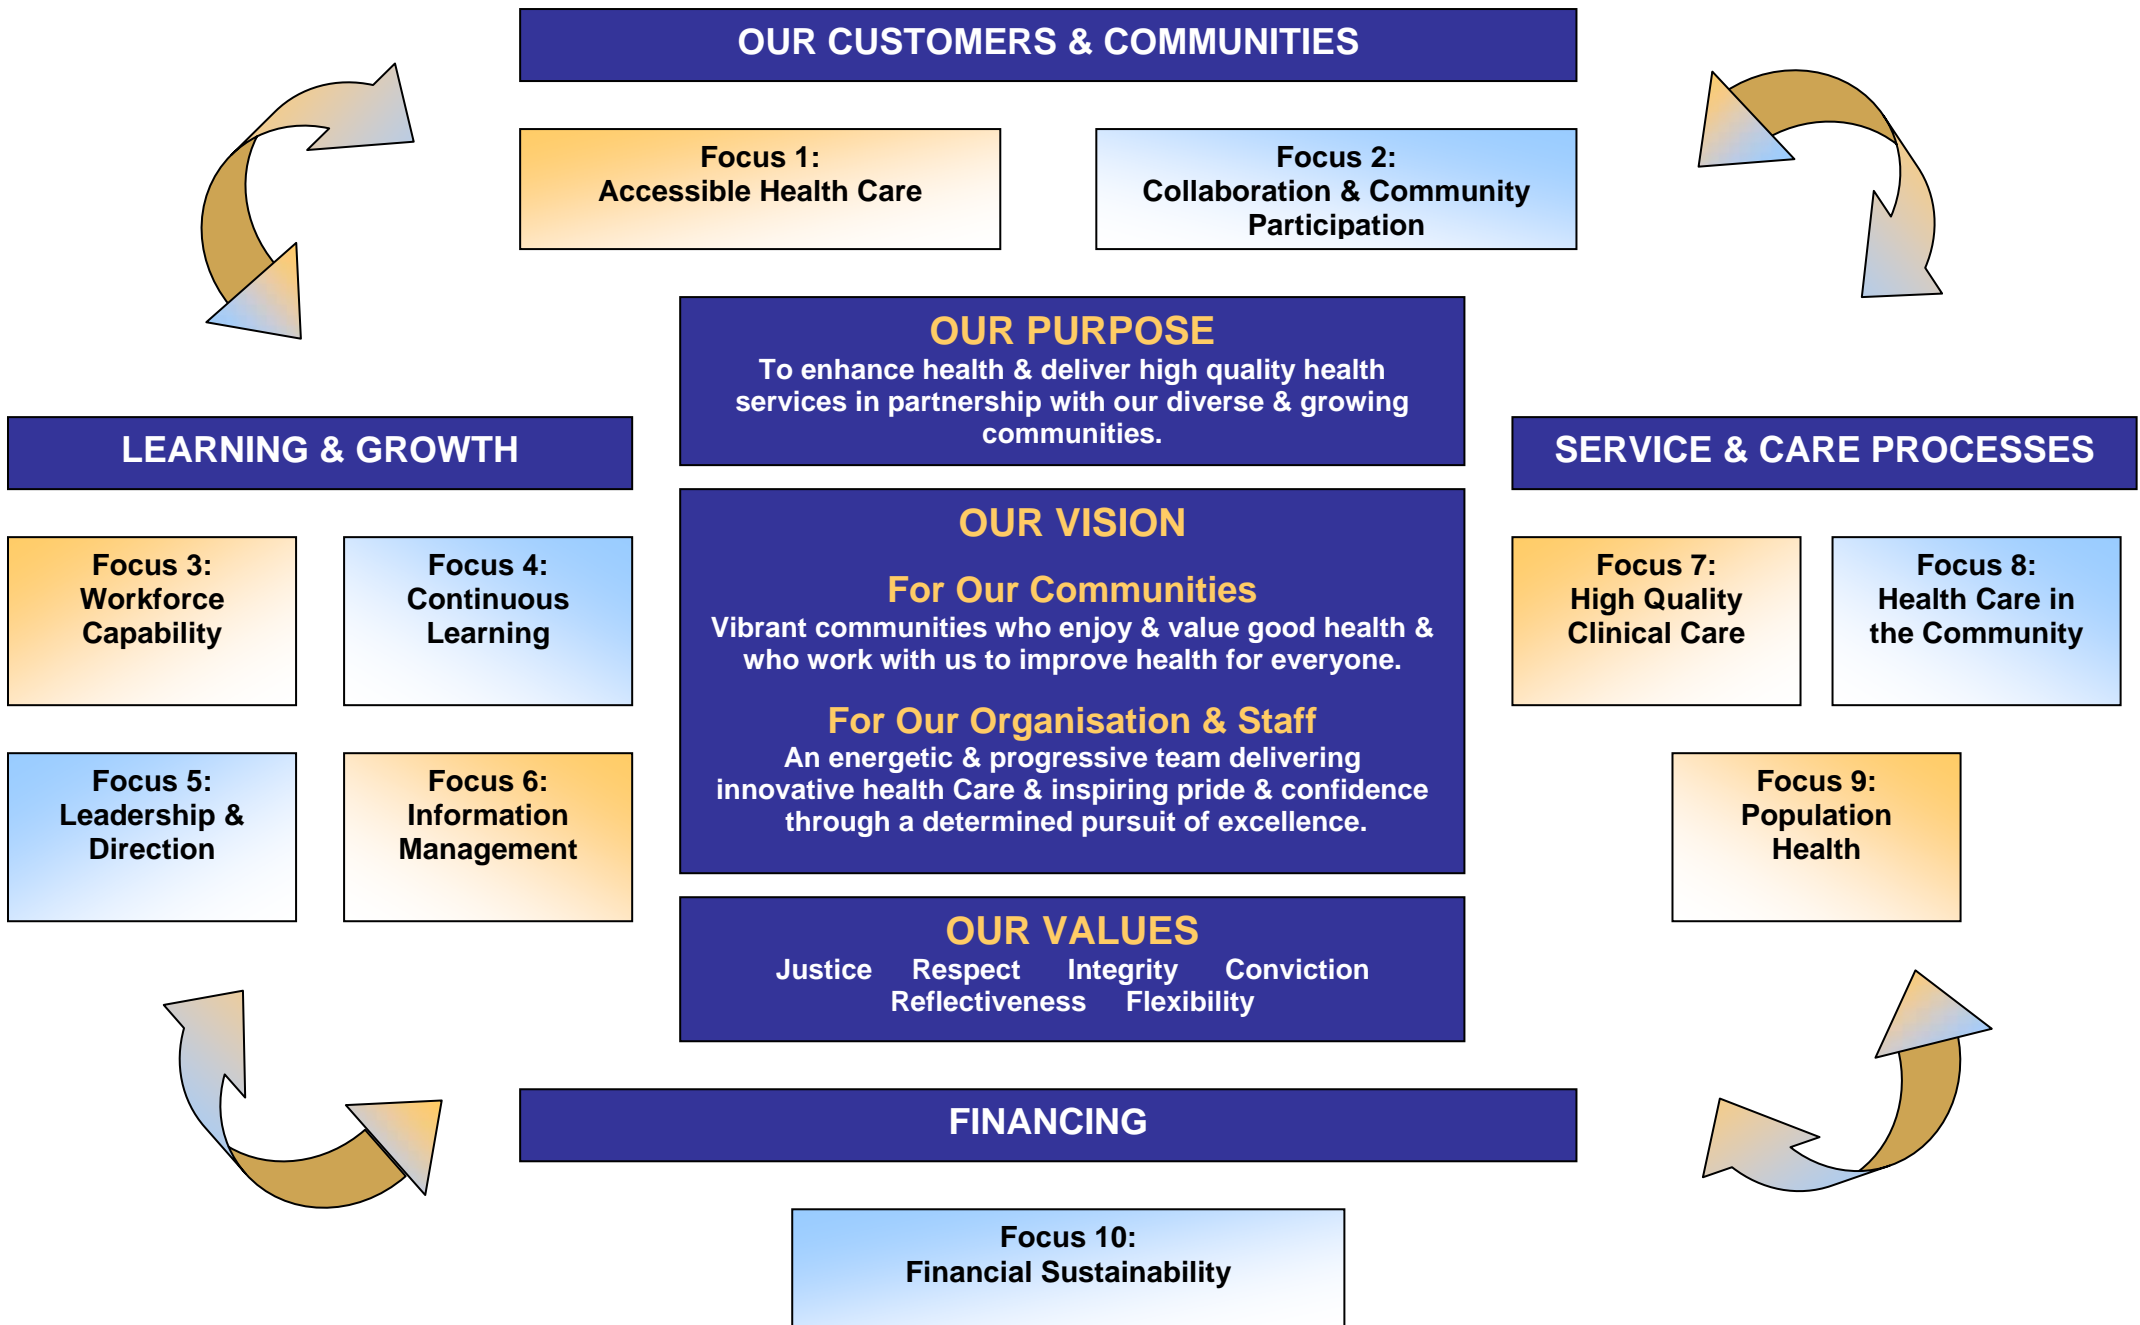 OUR CUSTOMERS & COMMUNITIES
Focus 1:
Accessible Health Care
Focus 2:
Collaboration & Community
Participation
OUR PURPOSE
To enhance health & deliver high quality health
services in partnership with our diverse & growing
communities.
LEARNING & GROWTH
Focus 3:
Workforce
Capability
Focus 4:
Continuous
Learning
Focus 5:
Leadership &
Direction
Focus 6:
Information
Management
OUR VISION
For Our Communities
Vibrant communities who enjoy & value good health &
who work with us to improve health for everyone.
For Our Organisation & Staff
An energetic & progressive team delivering
innovative health Care & inspiring pride & confidence
through a determined pursuit of excellence.
SERVICE & CARE PROCESSES
Focus 7:
High Quality
Clinical Care
Focus 8:
Health Care in
the Community
Focus 9:
Population
Health
OUR VALUES
Justice Respect Integrity Conviction
Reflectiveness Flexibility
FINANCING
Focus 10:
Financial Sustainability